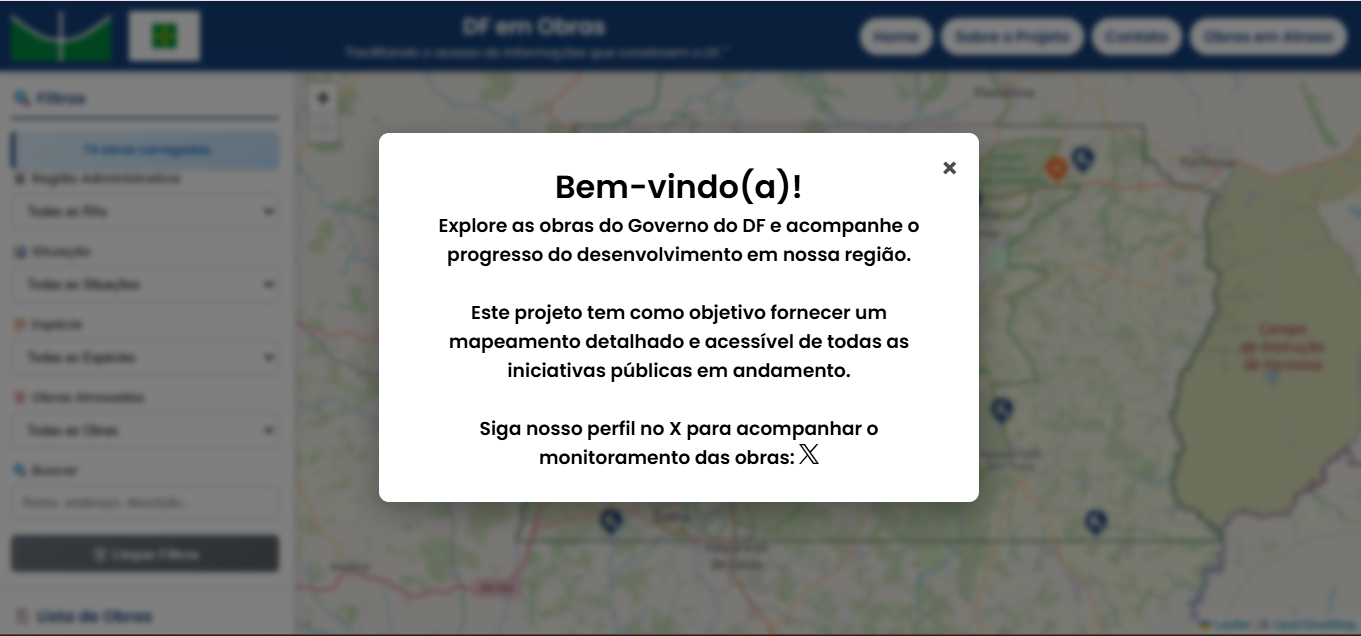 DF em Obras
"Facilitando o acesso de informações que constroem o DF"
Home
Sobre o Projeto
Contato
Obras em Atraso
Filtros
74 obras carregadas
Região Administrativa
Todas as RAs
Situação
Todas as Situações
Espécie
Todas as Espécies
Obras Atrasadas
Todas as Obras
Buscar
Nome, endereço, descrição...
Limpar Filtros
Lista de Obras
+
Bem-vindo(a)!
×
Explore as obras do Governo do DF e acompanhe o
progresso do desenvolvimento em nossa região.
Este projeto tem como objetivo fornecer um
mapeamento detalhado e acessível de todas as
iniciativas públicas em andamento.
Siga nosso perfil no X para acompanhar o
monitoramento das obras: X
Planaltina
Formosa
Campo
de Instrução
de Formosa
Gama
Leaflet | © OpenStreetMap